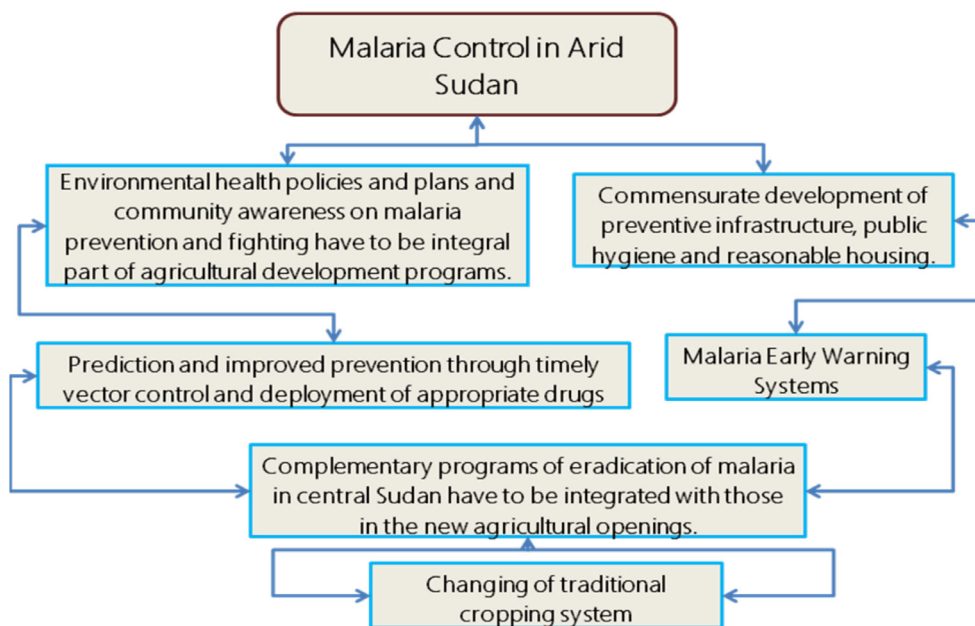 Malaria Control in Arid
Sudan
Environmental health policies and plans and
community awareness on malaria
prevention and fighting have to be integral
part of agricultural development programs.
Commensurate development of
preventive infrastructure, public
hygiene and reasonable housing.
Prediction and improved prevention through timely
vector control and deployment of appropriate drugs
Malaria Early Warning
Systems
Complementary programs of eradication of malaria
in central Sudan have to be integrated with those
in the new agricultural openings.
Changing of traditional
cropping system